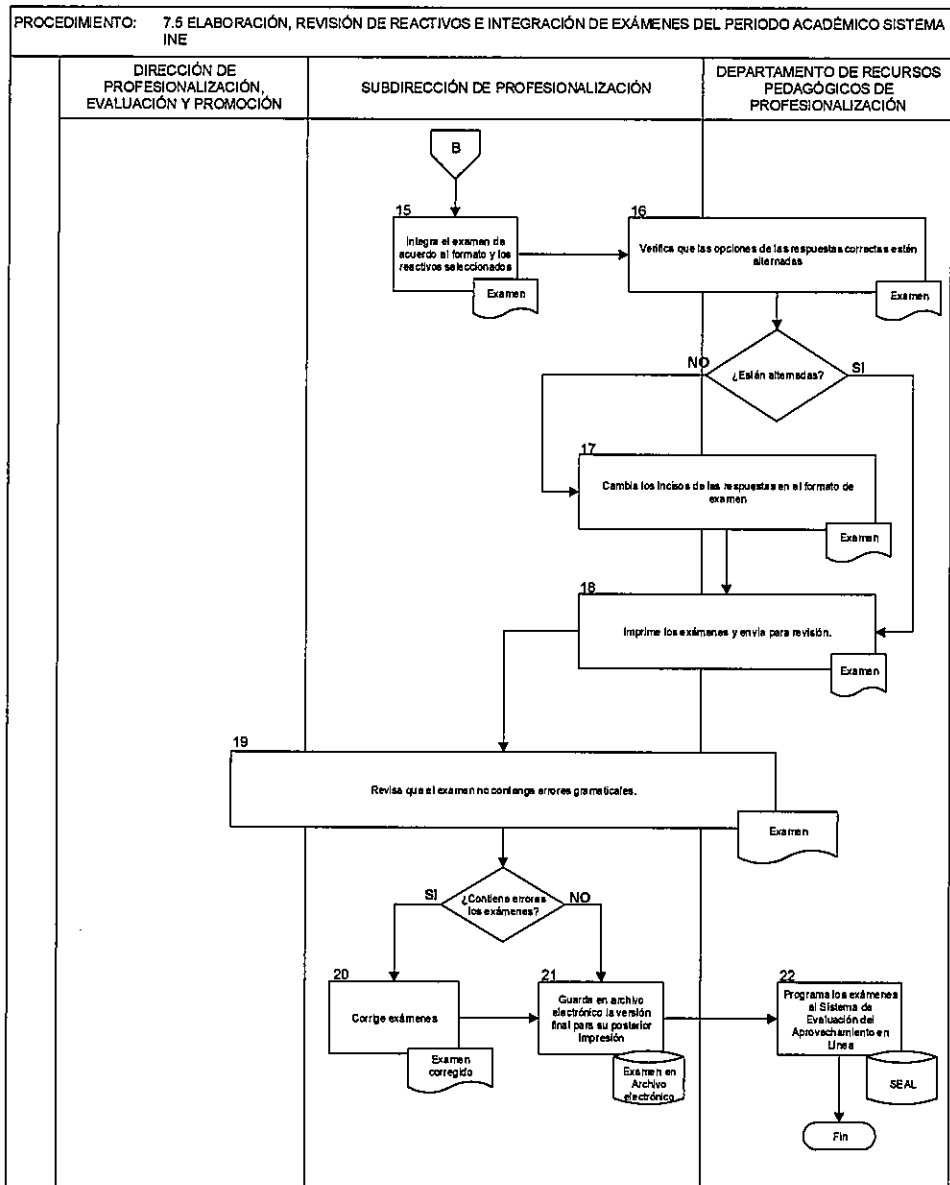 PROCEDIMIENTO: 7.5 ELABORACIÓN, REVISIÓN DE REACTIVOS E INTEGRACIÓN DE EXÁMENES DEL PERIODO ACADÉMICO SISTEMA
INE
DIRECCIÓN DE
PROFESIONALIZACIÓN,
EVALUACIÓN Y PROMOCIÓN
SUBDIRECCIÓN DE PROFESIONALIZACIÓN
DEPARTAMENTO DE RECURSOS
PEDAGÓGICOS DE
PROFESIONALIZACIÓN
B
15
Integra el examen de
acuerdo al formato y los
reactivos seleccionados
Examen
16
Verifica que las opciones de las respuestas correctas estén
alternadas
Examen
¿Están alternadas?
NO
SI
17
Cambia los incisos de las respuestas en el formato de
examen
Examen
18
Imprime los exámenes y envía para revisión.
Examen
19
Revisa que el examen no contenga errores gramaticales.
Examen
¿Contiene errores
los exámenes?
SI
NO
20
Corrige exámenes
Examen
corregido
21
Guarda en archivo
electrónico la versión
final para su posterior
impresión
Examen en
Archivo
electrónico
22
Programa los exámenes
al Sistema de
Evaluación del
Aprovechamiento en
Línea
SEAL
Fin